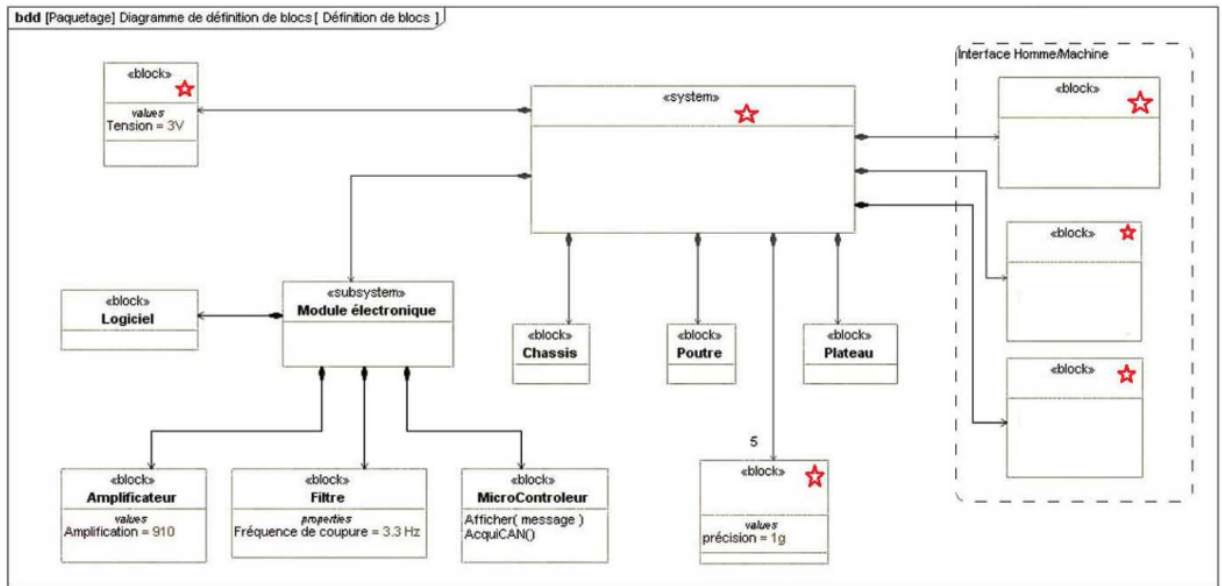 bdd [Paquetage] Diagramme de définition de blocs [ Définition de blocs ]
«block»
values
Tension = 3V
«system»
Interface Homme/Machine
«block»
«block»
«block»
«subsystem»
Module électronique
«block»
Logiciel
«block»
Chassis
«block»
Poutre
«block»
Plateau
5
«block»
Amplificateur
values
Amplification = 910
«block»
Filtre
properties
Fréquence de coupure = 3.3 Hz
«block»
MicroControleur
Afficher( message )
AcquiCAN()
«block»
values
précision = 1g